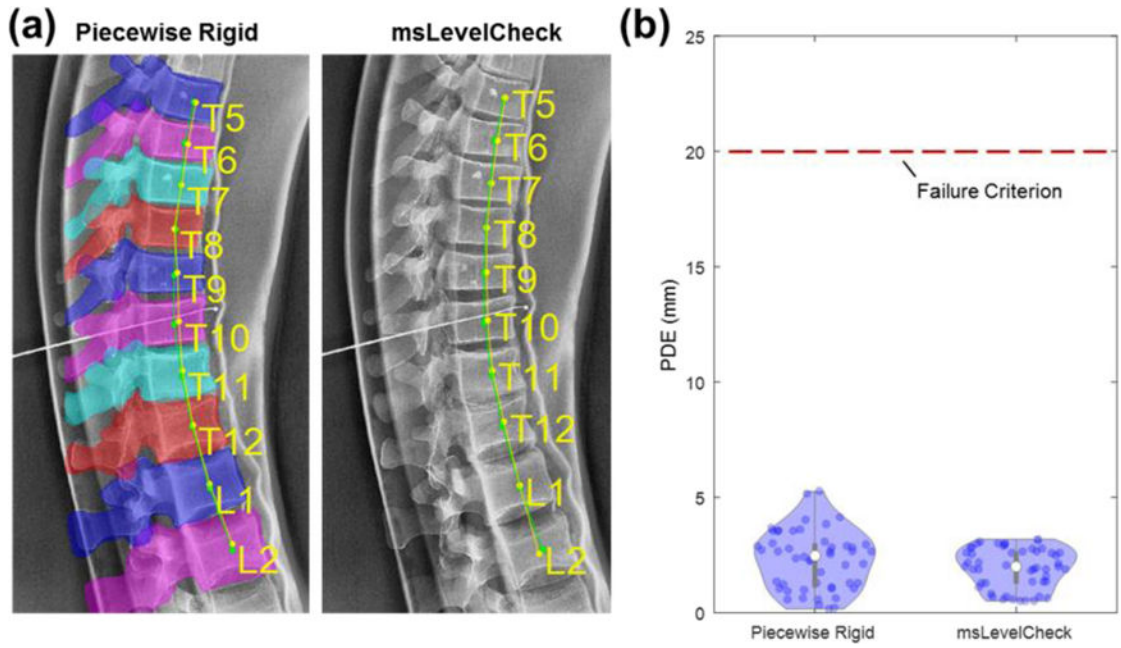 (a)
Piecewise Rigid
msLevelCheck
T5
T6
T7
T8
T9
T10
T11
T12
L1
L2
T5
T6
T7
T8
T9
T10
T11
T12
L1
L2
(b)
25
20
15
10
5
0
PDE (mm)
Failure Criterion
Piecewise Rigid
msLevelCheck